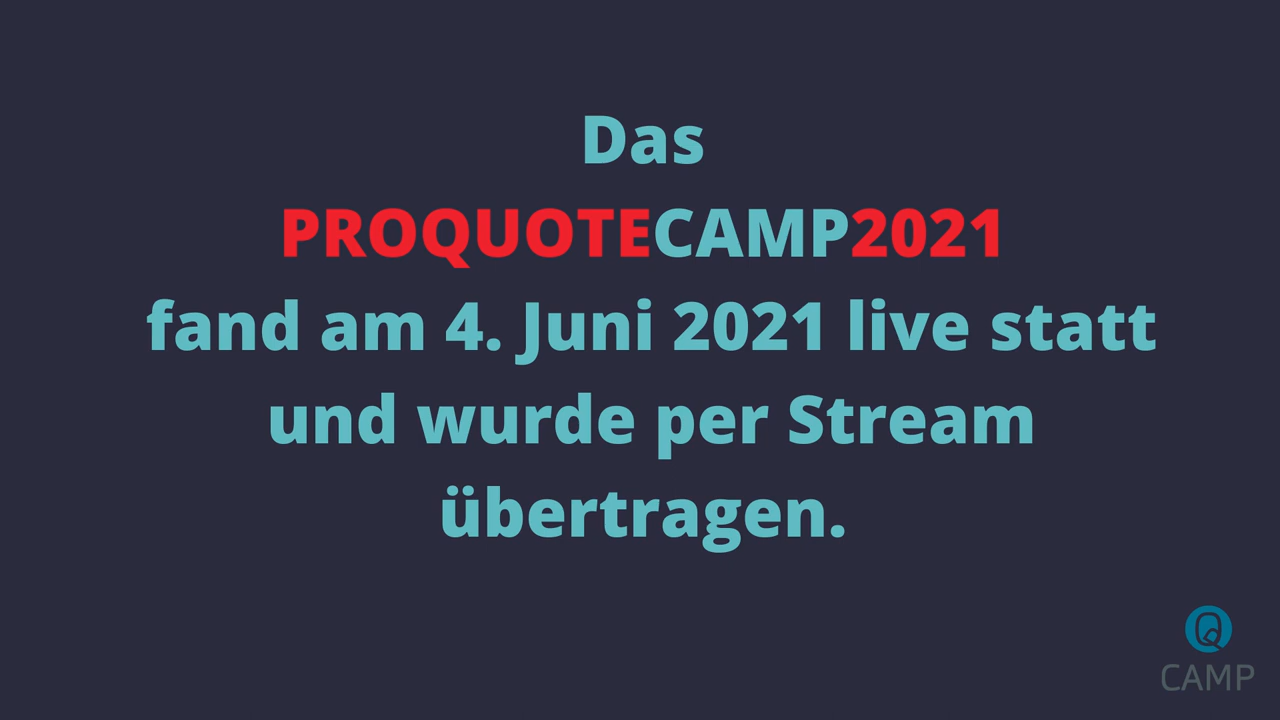 Das
PROQUOTECAMP2021
fand am 4. Juni 2021 live statt
und wurde per Stream
übertragen.
Q
CAMP